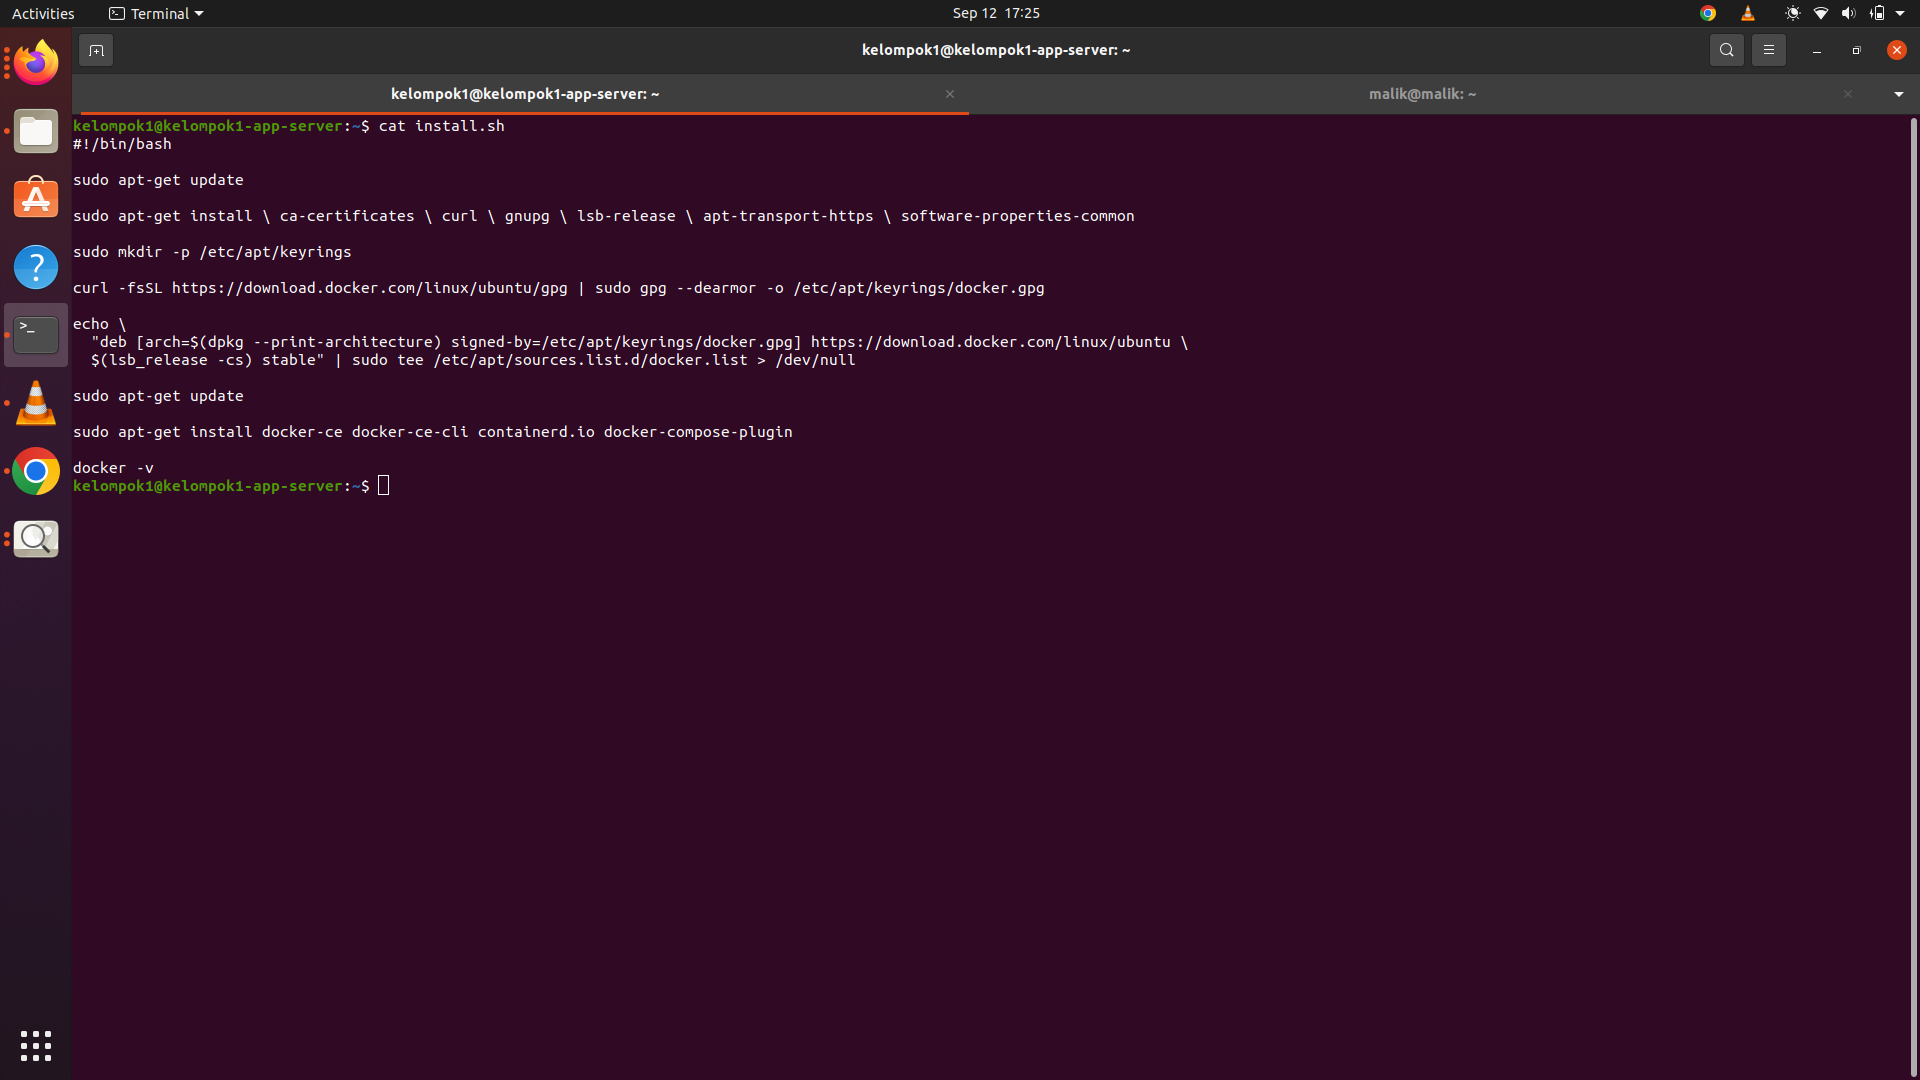 Activities
Terminal
Sep 12 17:25
kelompok1@kelompok1-app-server: ~
kelompok1@kelompok1-app-server: ~
malik@malik: ~
kelompok1@kelompok1-app-server:~$ cat install.sh
#!/bin/bash
sudo apt-get update
sudo apt-get install \ ca-certificates \ curl \ gnupg \ lsb-release \ apt-transport-https \ software-properties-common
sudo mkdir -p /etc/apt/keyrings
curl -fsSL https://download.docker.com/linux/ubuntu/gpg | sudo gpg --dearmor -o /etc/apt/keyrings/docker.gpg
echo \
"deb [arch=$(dpkg --print-architecture) signed-by=/etc/apt/keyrings/docker.gpg] https://download.docker.com/linux/ubuntu \
$(lsb_release -cs) stable" | sudo tee /etc/apt/sources.list.d/docker.list > /dev/null
sudo apt-get update
sudo apt-get install docker-ce docker-ce-cli containerd.io docker-compose-plugin
docker -v
kelompok1@kelompok1-app-server:~$